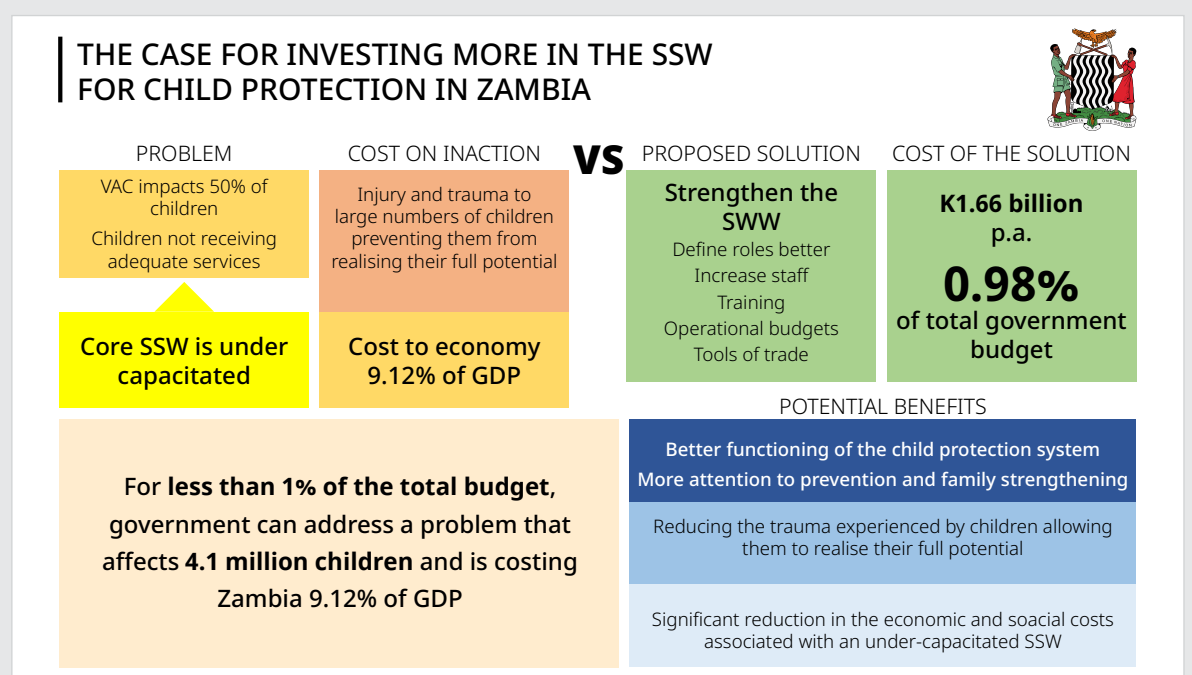 THE CASE FOR INVESTING MORE IN THE SSW
FOR CHILD PROTECTION IN ZAMBIA
PROBLEM
VAC impacts 50% of
children
Children not receiving
adequate services
Core SSW is under
capacitated
COST ON INACTION
Injury and trauma to
large numbers of children
preventing them from
realising their full potential
Cost to economy
9.12% of GDP
VS
PROPOSED SOLUTION
Strengthen the
SWW
Define roles better
Increase staff
Training
Operational budgets
Tools of trade
COST OF THE SOLUTION
K1.66 billion
p.a.
0.98%
of total government
budget
For less than 1% of the total budget,
government can address a problem that
affects 4.1 million children and is costing
Zambia 9.12% of GDP
POTENTIAL BENEFITS
Better functioning of the child protection system
More attention to prevention and family strengthening
Reducing the trauma experienced by children allowing
them to realise their full potential
Significant reduction in the economic and soacial costs
associated with an under-capacitated SSW
ONE ZAMBIA ONE NATION